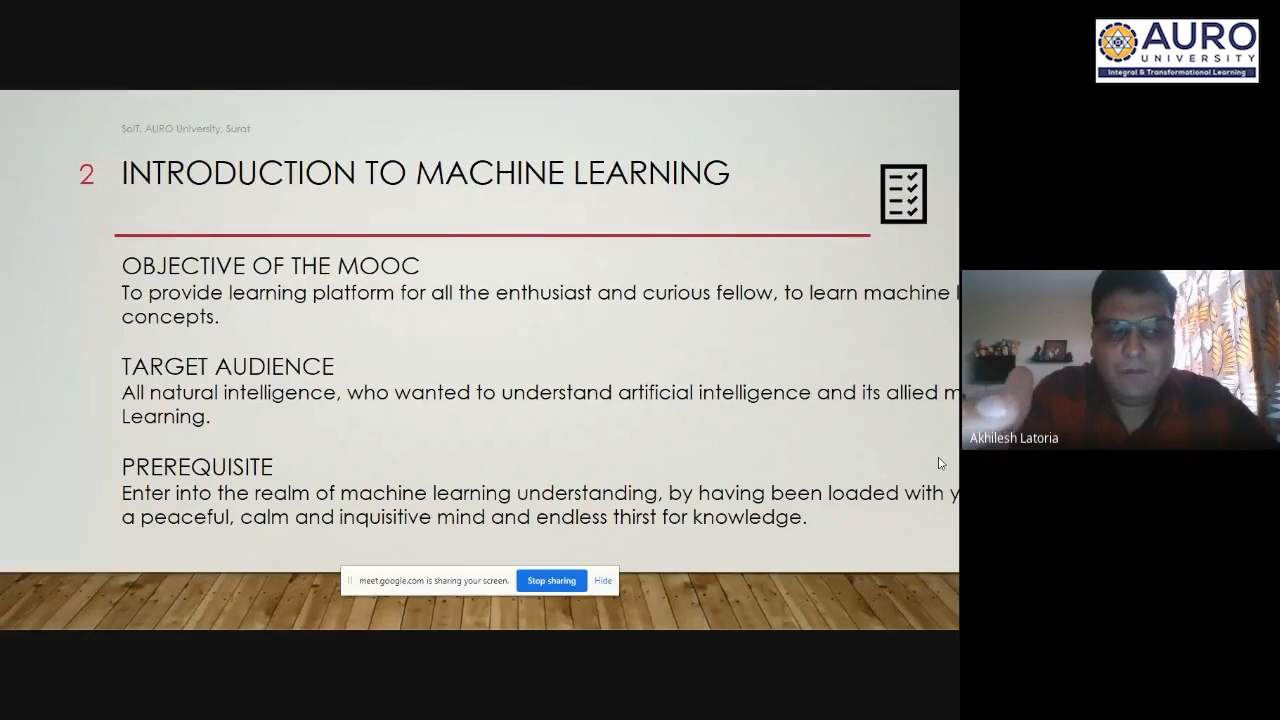 AURO
UNIVERSITY
Integral & Transformational Learning
SoIT, AURO University, Surat
2 INTRODUCTION TO MACHINE LEARNING
OBJECTIVE OF THE MOOC
To provide learning platform for all the enthusiast and curious fellow, to learn machine
concepts.
TARGET AUDIENCE
All natural intelligence, who wanted to understand artificial intelligence and its allied
Learning.
PREREQUISITE
Enter into the realm of machine learning understanding, by having been loaded with
a peaceful, calm and inquisitive mind and endless thirst for knowledge.
Akhilesh Latoria
meet.google.com is sharing your screen.
Stop sharing
Hide